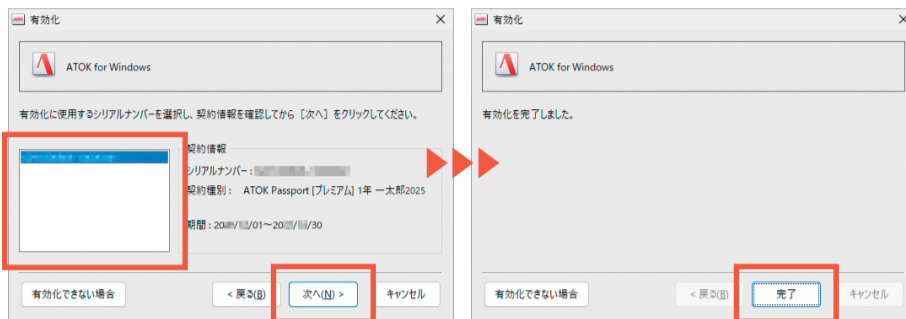 有効化
ATOK for Windows
有効化に使用するシリアルナンバーを選択し、契約情報を確認してから［次へ］をクリックしてください。
契約情報
シリアルナンバー：
契約種別： ATOK Passport [プレミアム] 1年 一太郎2025
期間：20 / /01～20 / /30
有効化できない場合
< 戻る(B)
次へ(N) >
キャンセル
有効化
ATOK for Windows
有効化を完了しました。
有効化できない場合
< 戻る(B)
完了
キャンセル